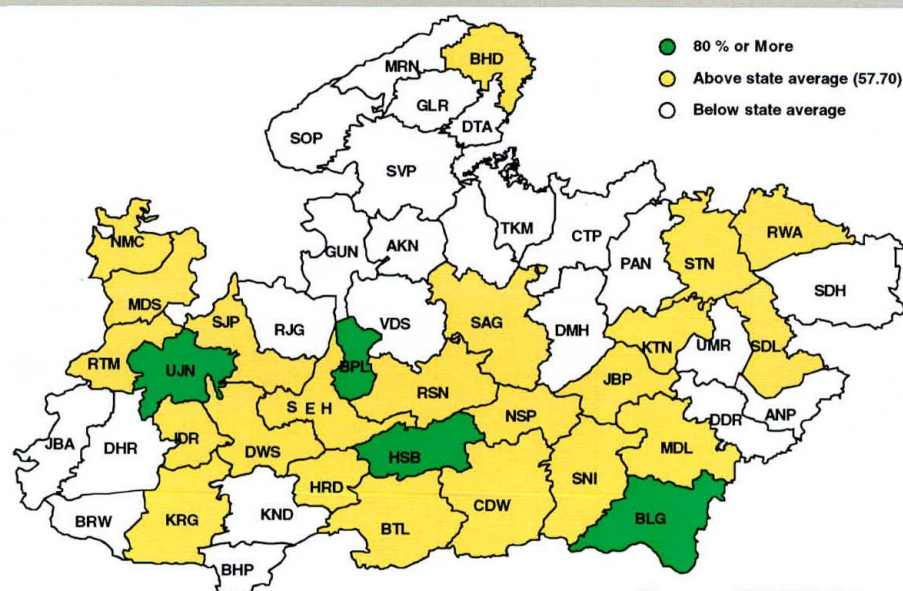 80 % or More
Above state average (57.70)
Below state average
BHD
MRN
GLR
DTA
SOP
SVP
TKM
CTP
PAN
STN
RWA
SDH
NMC
GUN
AKN
MDS
SJP
RJG
VDS
SAG
DMH
KTN
UMR
SDL
RTM
UJN
BPL
RSN
JBP
NSP
SEH
DDR
ANP
JBA
DHR
IDR
DWS
HSB
MDL
HRD
SNI
BRW
KRG
KND
BTL
CDW
BLG
BHP